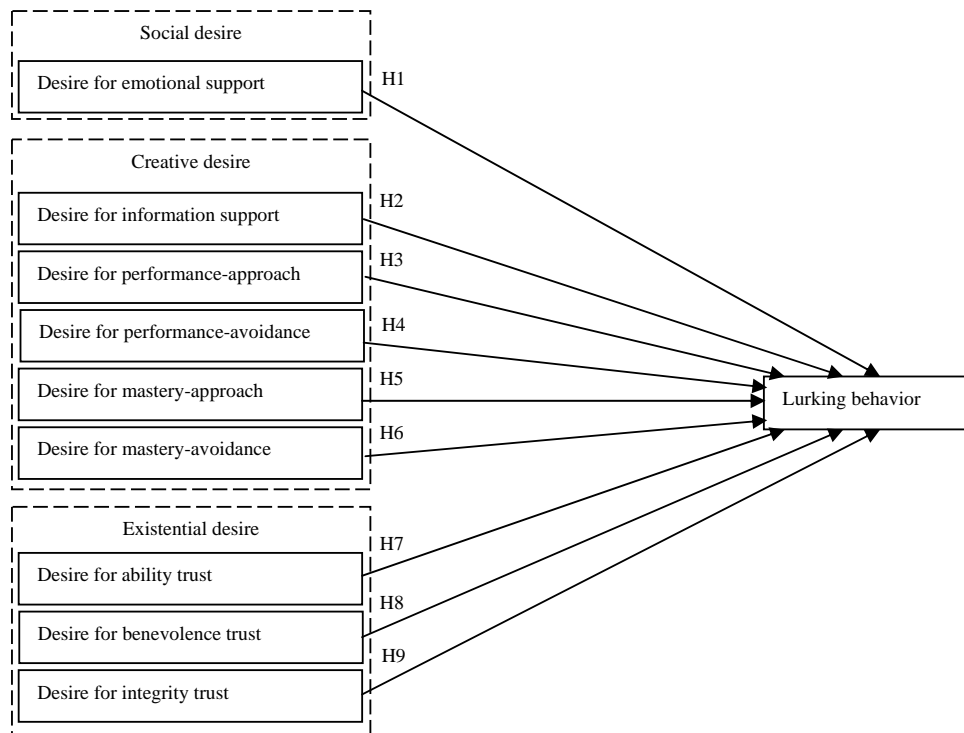 Social desire
Desire for emotional support
H1
Creative desire
Desire for information support
H2
Desire for performance-approach
H3
Desire for performance-avoidance
H4
Desire for mastery-approach
H5
Desire for mastery-avoidance
H6
Lurking behavior
Existential desire
Desire for ability trust
H7
Desire for benevolence trust
H8
Desire for integrity trust
H9